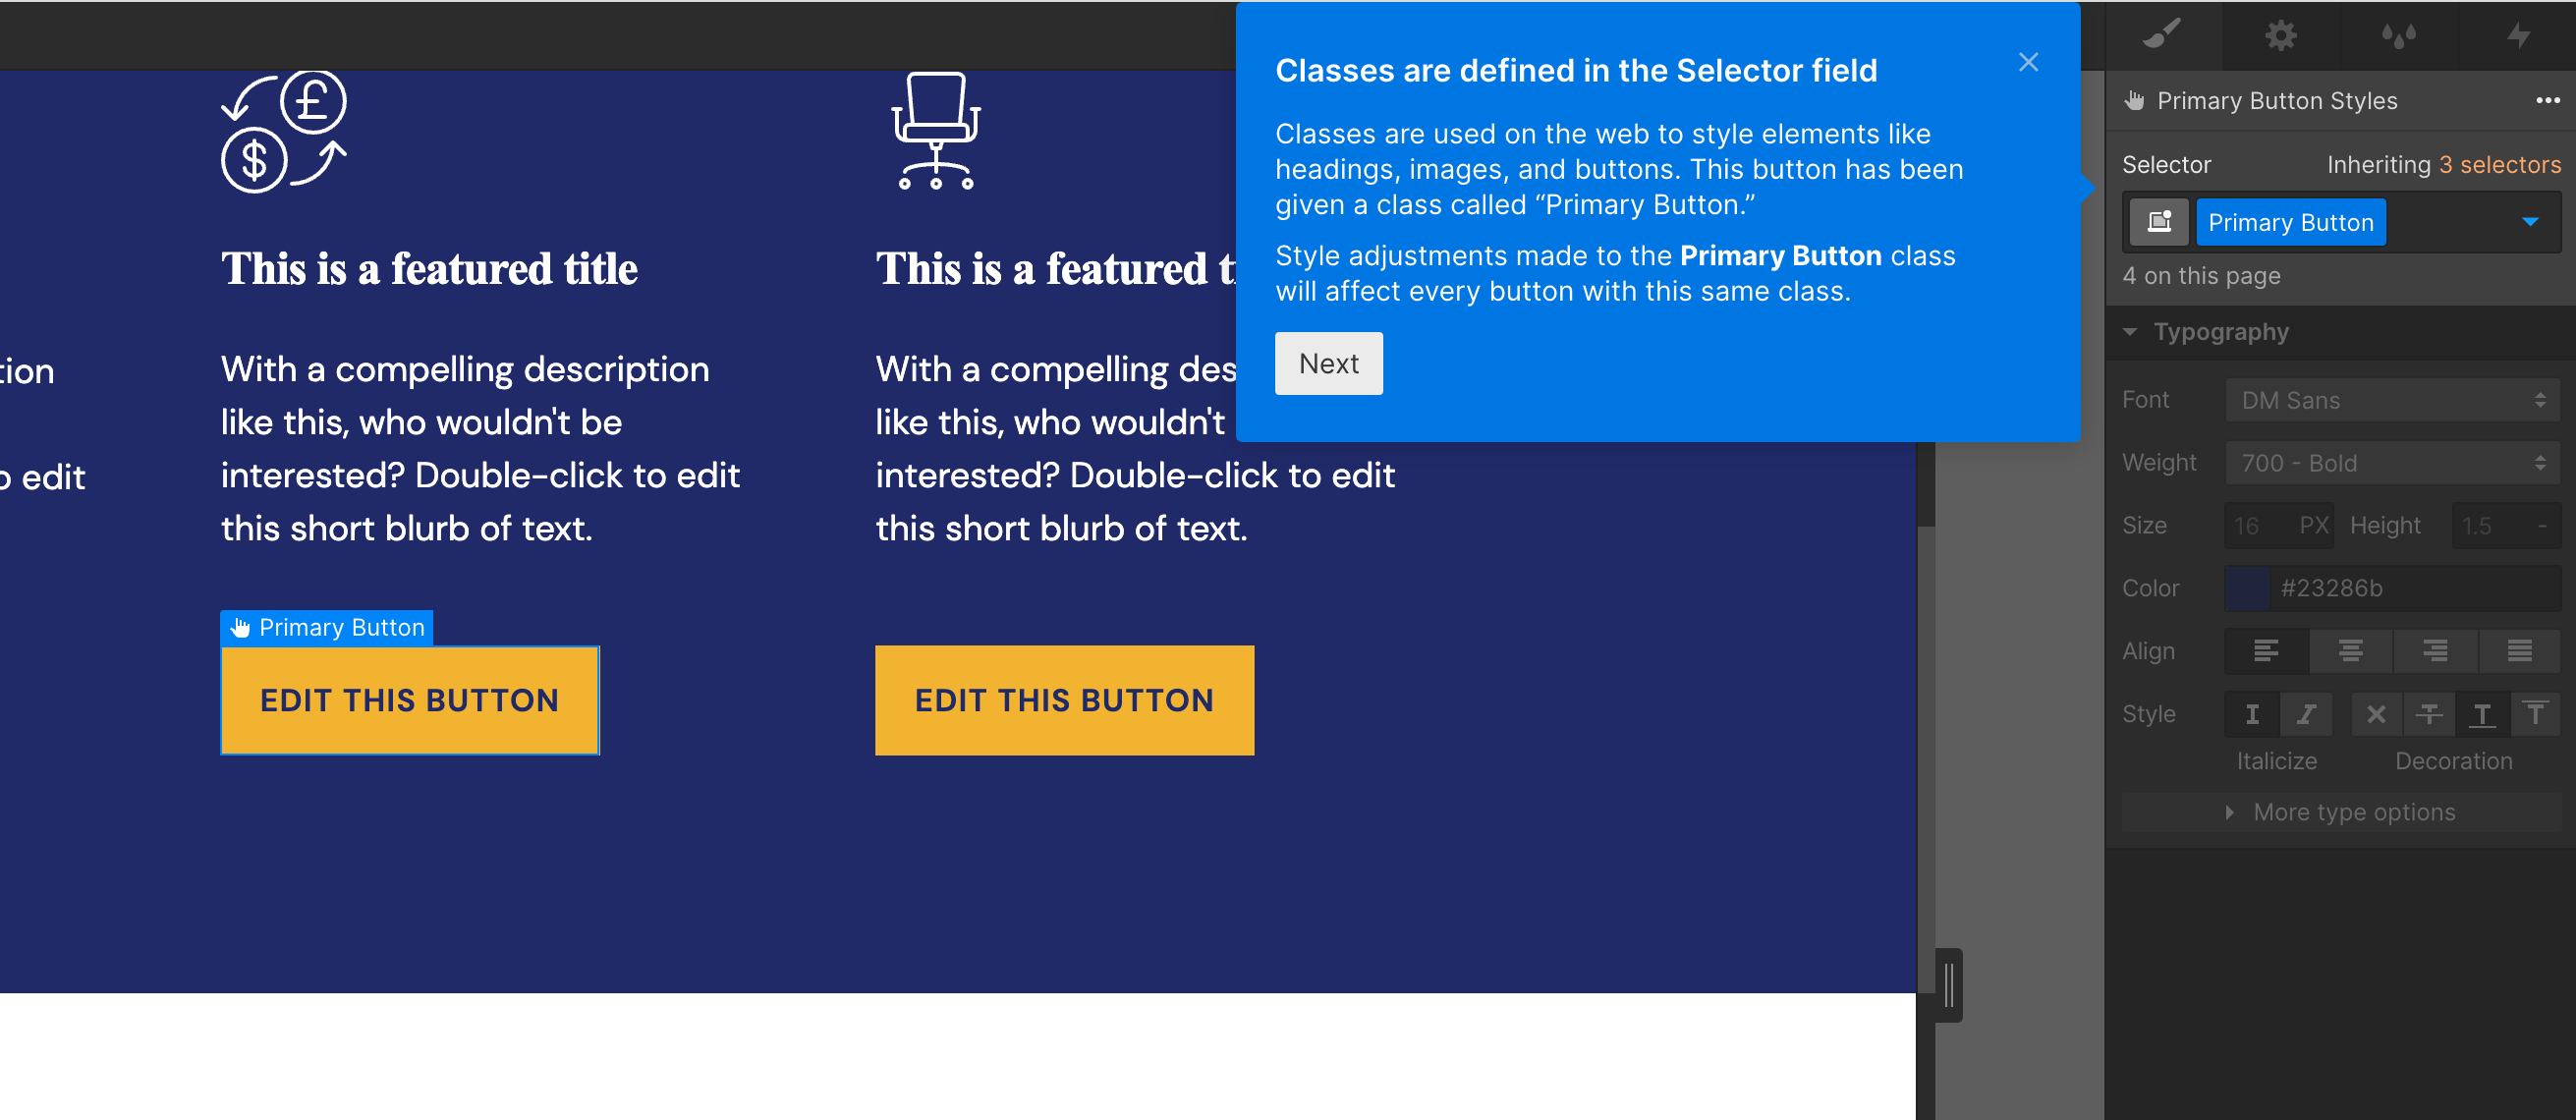 Classes are defined in the Selector field
Classes are used on the web to style elements like
headings, images, and buttons. This button has been
given a class called “Primary Button.”
Style adjustments made to the Primary Button class
will affect every button with this same class.
Next
£
$
This is a featured title
With a compelling description
like this, who wouldn't be
interested? Double-click to edit
this short blurb of text.
Primary Button
EDIT THIS BUTTON
This is a featured
With a compelling des
like this, who wouldn't
interested? Double-click to edit
this short blurb of text.
EDIT THIS BUTTON
tion
o edit
Primary Button Styles
Selector Inheriting 3 selectors
Primary Button
4 on this page
Typography
Font DM Sans
Weight 700 - Bold
Size 16 PX Height 1.5 -
Color #23286b
Align
Style
Italicize Decoration
More type options